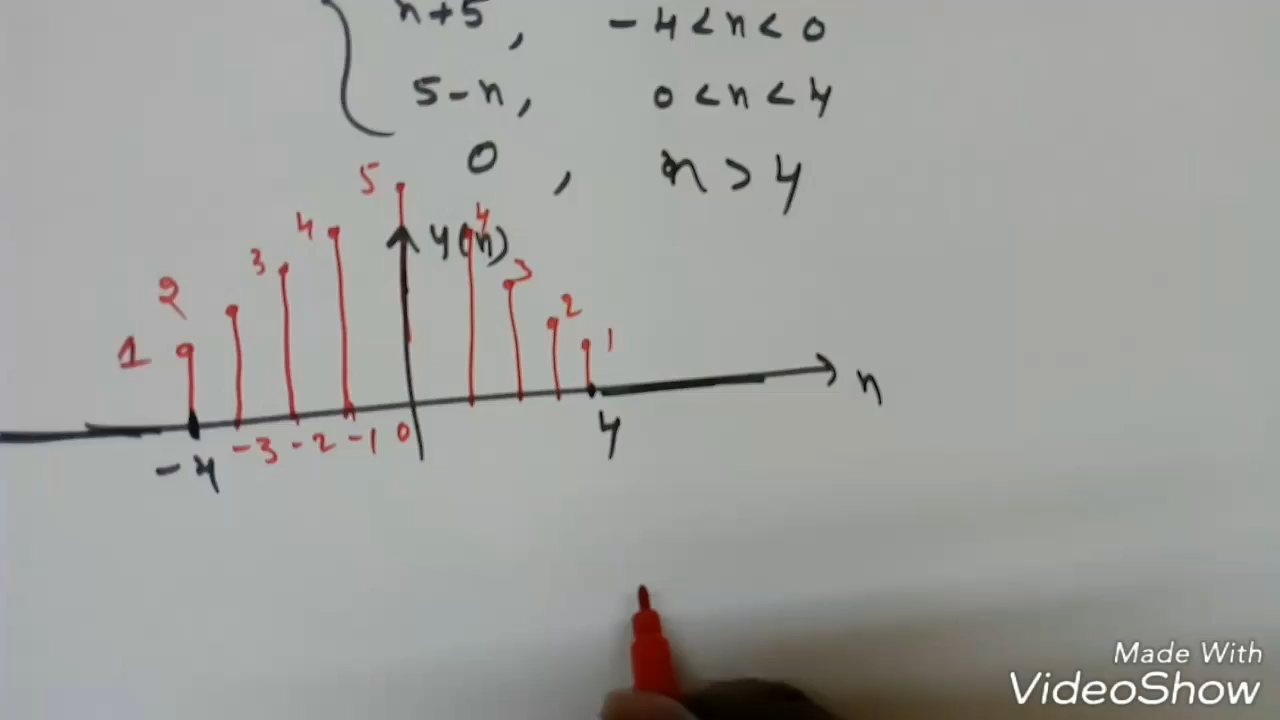 n+5, -4<n<0
5-n, 0<n<4
0, n>4
5
4 y(n) 4
3 3
2 2
1 1
n
-4 -3 -2 -1 0 4
Made With
VideoShow